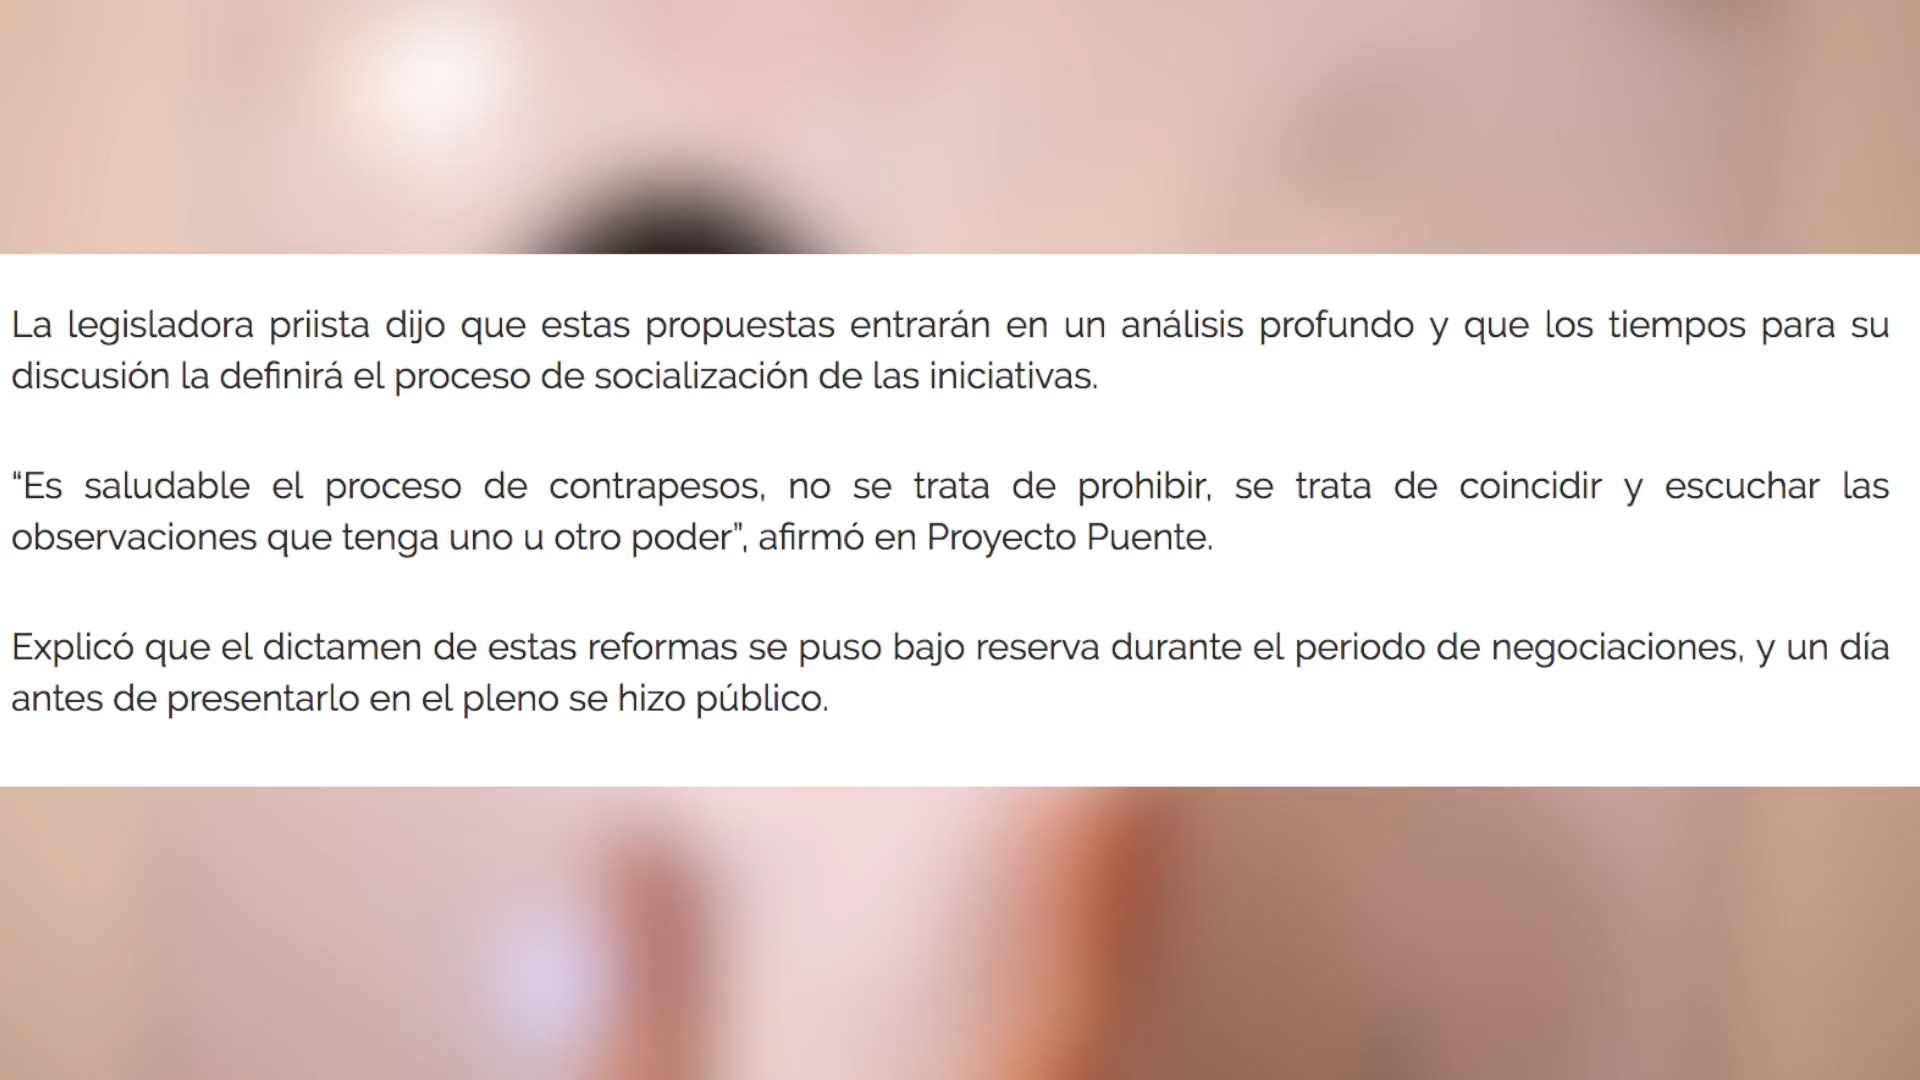 La legisladora priista dijo que estas propuestas entrarán en un análisis profundo y que los tiempos para su
discusión la definirá el proceso de socialización de las iniciativas.
“Es saludable el proceso de contrapesos, no se trata de prohibir, se trata de coincidir y escuchar las
observaciones que tenga uno u otro poder”, afirmó en Proyecto Puente.
Explicó que el dictamen de estas reformas se puso bajo reserva durante el periodo de negociaciones, y un día
antes de presentarlo en el pleno se hizo público.